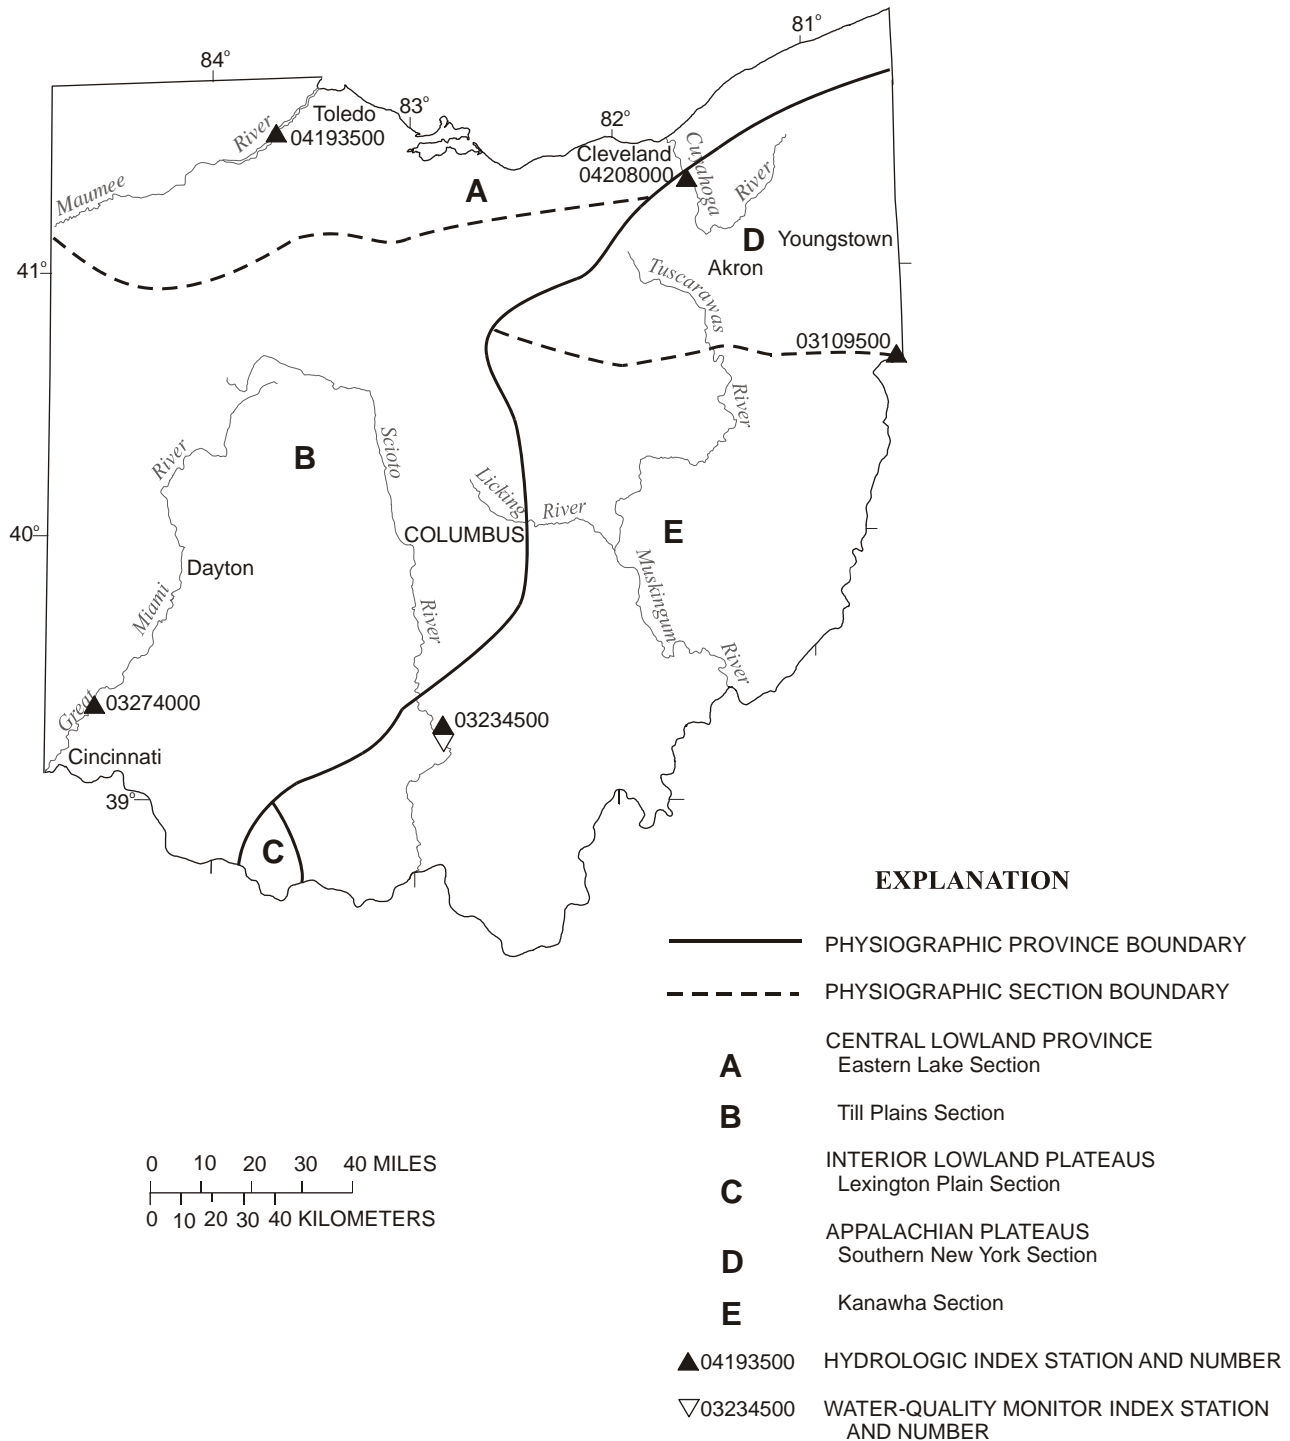 81°
84°
83°
82°
Toledo
04193500
Maumee
River
Cleveland
04208000
Cuyahoga
River
A
D
Youngstown
Akron
41°
Tuscarawas
River
03109500
B
River
Scioto
Licking
River
E
40°
COLUMBUS
Dayton
Miami
River
Muskingum
River
Great
03274000
03234500
Cincinnati
39°
C
EXPLANATION
PHYSIOGRAPHIC PROVINCE BOUNDARY
PHYSIOGRAPHIC SECTION BOUNDARY
CENTRAL LOWLAND PROVINCE
A Eastern Lake Section
B Till Plains Section
INTERIOR LOWLAND PLATEAUS
C Lexington Plain Section
APPALACHIAN PLATEAUS
D Southern New York Section
E Kanawha Section
04193500 HYDROLOGIC INDEX STATION AND NUMBER
03234500 WATER-QUALITY MONITOR INDEX STATION
AND NUMBER
0 10 20 30 40 MILES
0 10 20 30 40 KILOMETERS